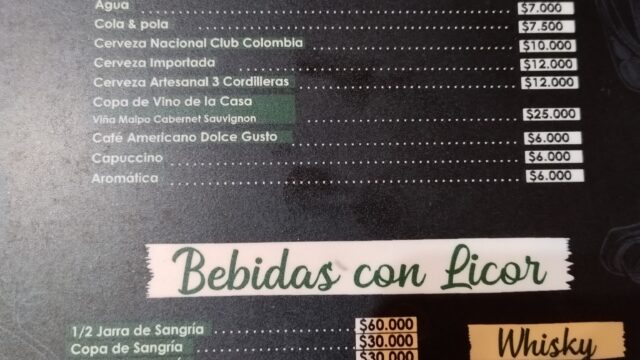 Agua ........ $7.000
Cola & pola ........ $7.500
Cerveza Nacional Club Colombia ........ $10.000
Cerveza Importada ........ $12.000
Cerveza Artesanal 3 Cordilleras ........ $12.000
Copa de Vino de la Casa
Viña Maipo Cabernet Sauvignon ........ $25.000
Café Americano Dolce Gusto ........ $6.000
Capuccino ........ $6.000
Aromática ........ $6.000
Bebidas con Licor
1/2 Jarra de Sangría ........ $60.000
Copa de Sangría ........ $30.000
$30.000
Whisky